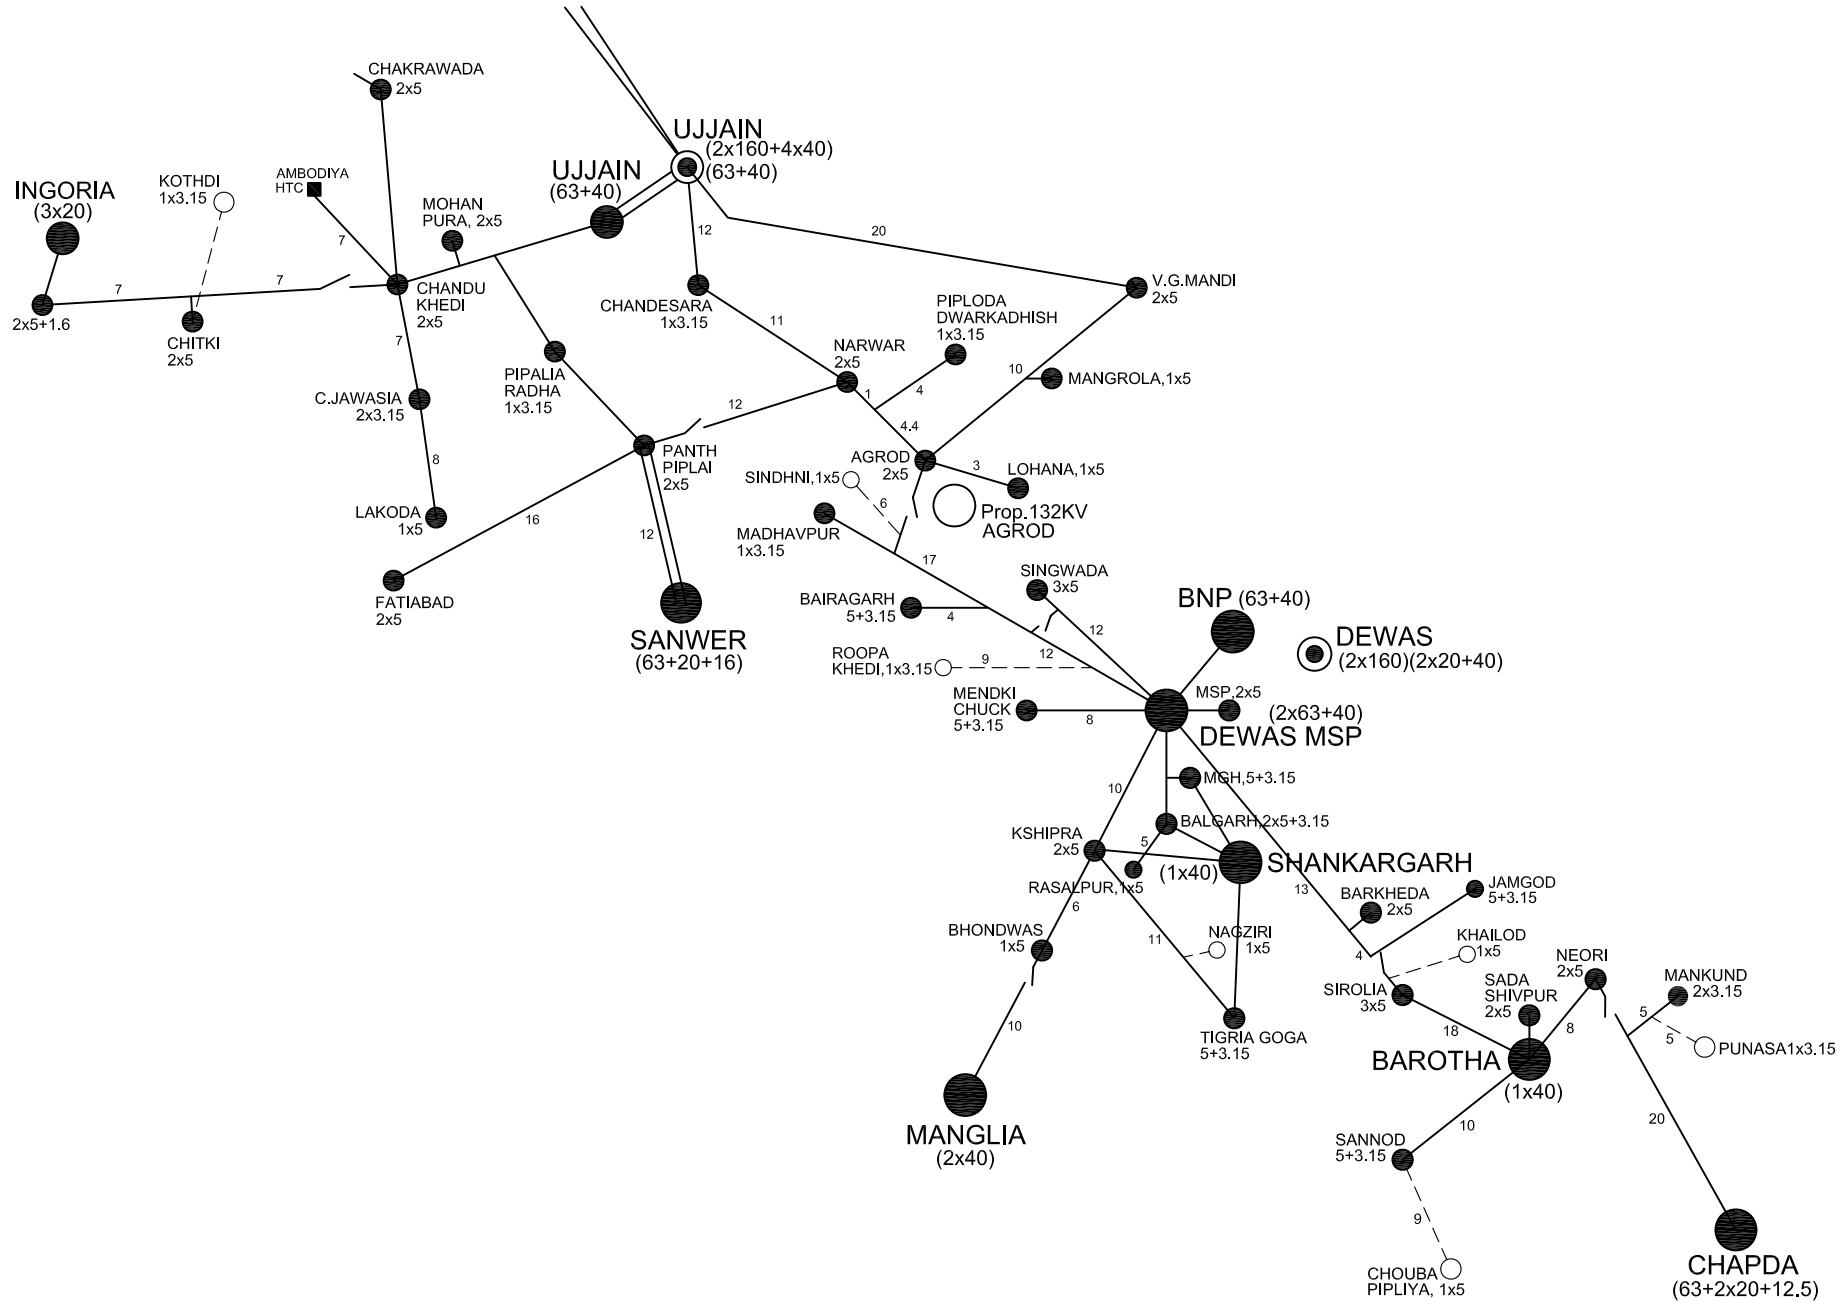 CHAKRAWADA
2x5
UJJAIN
(2x160+4x40)
(63+40)
UJJAIN
(63+40)
INGORIA
(3x20)
KOTHDI
1x3.15
AMBODIYA
HTC
MOHAN
PURA, 2x5
7
12
20
7
7
2x5+1.6
CHITKI
2x5
CHANDU
KHEDI
2x5
CHANDESARA
1x3.15
PIPLODA
DWARKADHISH
1x3.15
V.G.MANDI
2x5
7
11
NARWAR
2x5
PIPALIA
RADHA
1x3.15
10
MANGROLA,1x5
C.JAWASIA
2x3.15
12
1
4
4.4
8
PANTH
PIPLAI
2x5
AGROD
2x5
3
LOHANA,1x5
SINDHNI,1x5
6
LAKODA
1x5
16
12
Prop.132KV
AGROD
MADHAVPUR
1x3.15
17
FATIABAD
2x5
SANWER
(63+20+16)
SINGWADA
3x5
BAIRAGARH
5+3.15
4
BNP (63+40)
12
12
DEWAS
(2x160)(2x20+40)
ROOPA
KHEDI,1x3.15
9
MENDKI
CHUCK
5+3.15
8
MSP,2x5
(2x63+40)
DEWAS MSP
10
MGH,5+3.15
KSHIPRA
2x5
BALGARH,2x5+3.15
5
RASALPUR,1x5
(1x40)
SHANKARGARH
13
6
BARKHEDA
2x5
JAMGOD
5+3.15
BHONDWAS
1x5
11
NAGZIRI
1x5
4
KHAILOD
1x5
NEORI
2x5
SIROLIA
3x5
SADA
SHIVPUR
2x5
MANKUND
2x3.15
10
18
8
5
5
PUNASA1x3.15
TIGRIA GOGA
5+3.15
BAROTHA
(1x40)
MANGLIA
(2x40)
10
20
SANNOD
5+3.15
9
CHOUBA
PIPLIYA, 1x5
CHAPDA
(63+2x20+12.5)